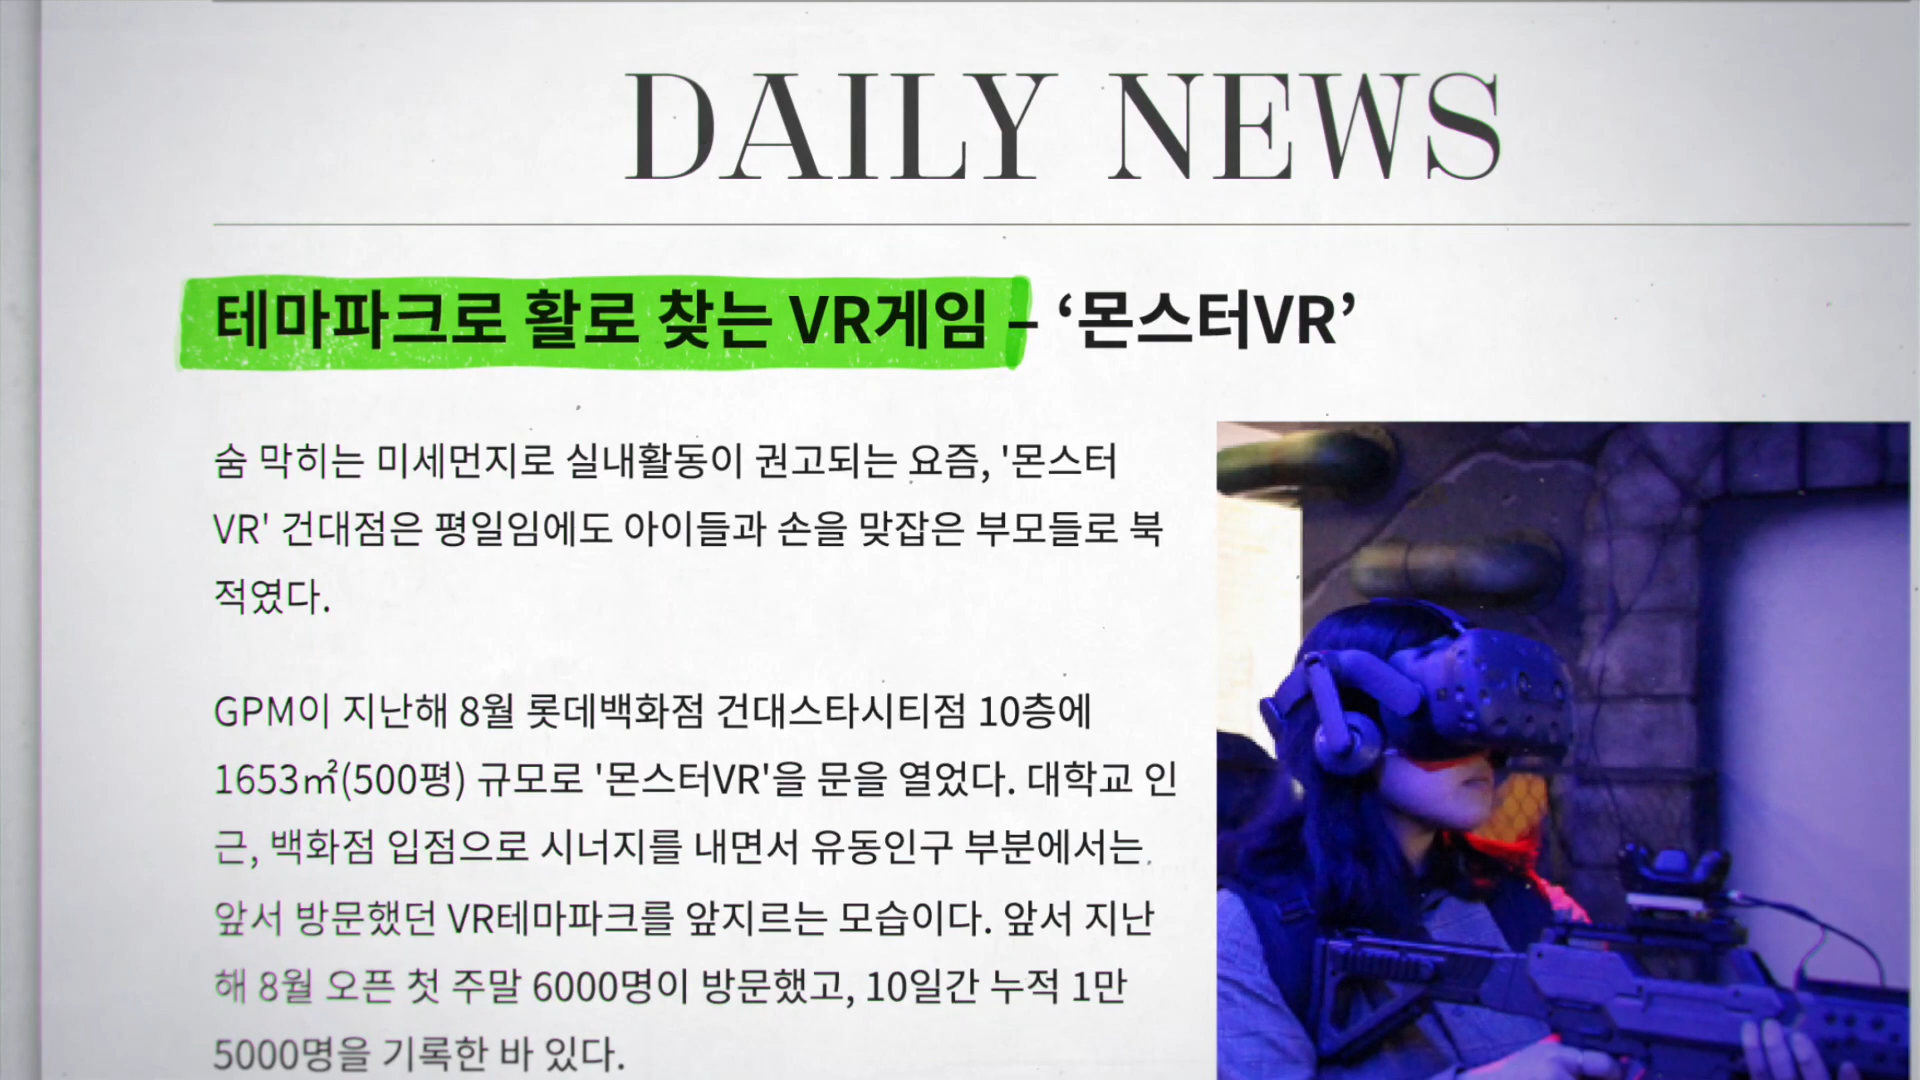 DAILY NEWS
테마파크로 활로 찾는 VR게임 – ‘몬스터VR’
숨 막히는 미세먼지로 실내활동이 권고되는 요즘, '몬스터
VR' 건대점은 평일임에도 아이들과 손을 맞잡은 부모들로 북
적였다.
GPM이 지난해 8월 롯데백화점 건대스타시티점 10층에
1653㎡(500평) 규모로 '몬스터VR'을 문을 열었다. 대학교 인
근, 백화점 입점으로 시너지를 내면서 유동인구 부분에서는
앞서 방문했던 VR테마파크를 앞지르는 모습이다. 앞서 지난
해 8월 오픈 첫 주말 6000명이 방문했고, 10일간 누적 1만
5000명을 기록한 바 있다.